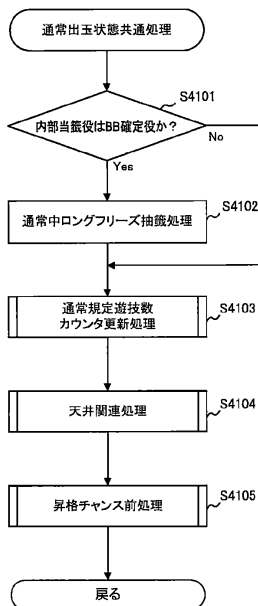 通常出玉状態共通処理
S4101
内部当籤役はBB確定役か?
No
Yes
S4102
通常中ロングフリーズ抽籤処理
S4103
通常規定遊技数
カウンタ更新処理
S4104
天井関連処理
S4105
昇格チャンス前処理
戻る